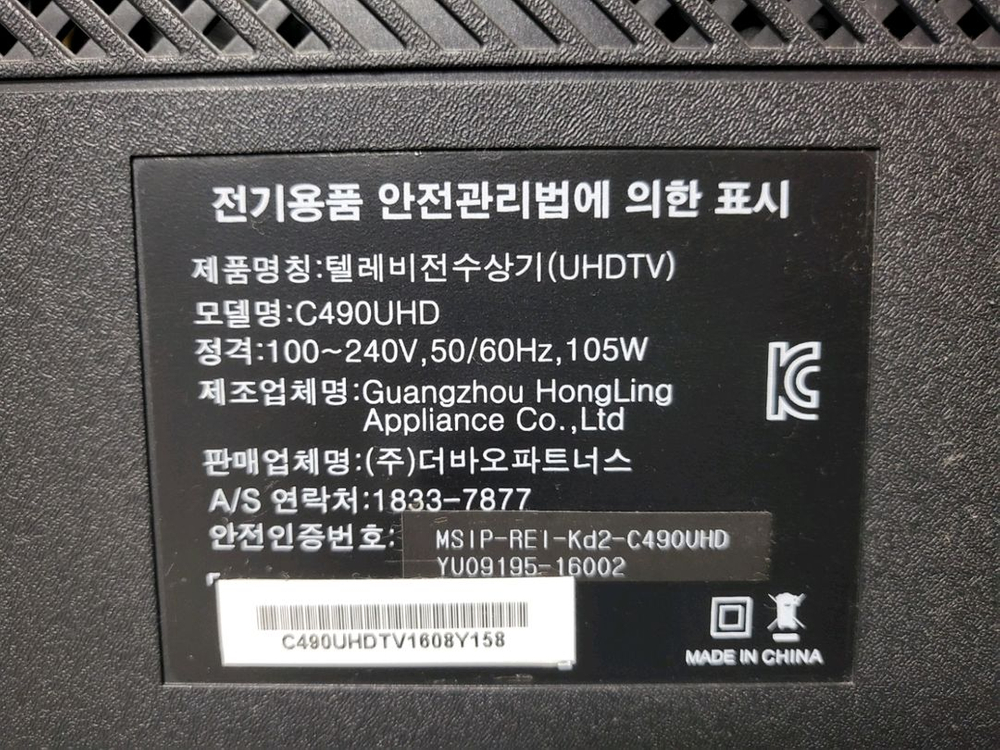 전기용품 안전관리법에 의한 표시
제품명칭:텔레비전수상기(UHDTV)
모델명:C490UHD
정격:100~240V,50/60Hz,105W
제조업체명:Guangzhou HongLing
Appliance Co.,Ltd
판매업체명:(주)더바오파트너스
A/S 연락처:1833-7877
안전인증번호: MSIP-REI-Kd2-C490UHD
YU09195-16002
C490UHDTV1608Y158
MADE IN CHINA